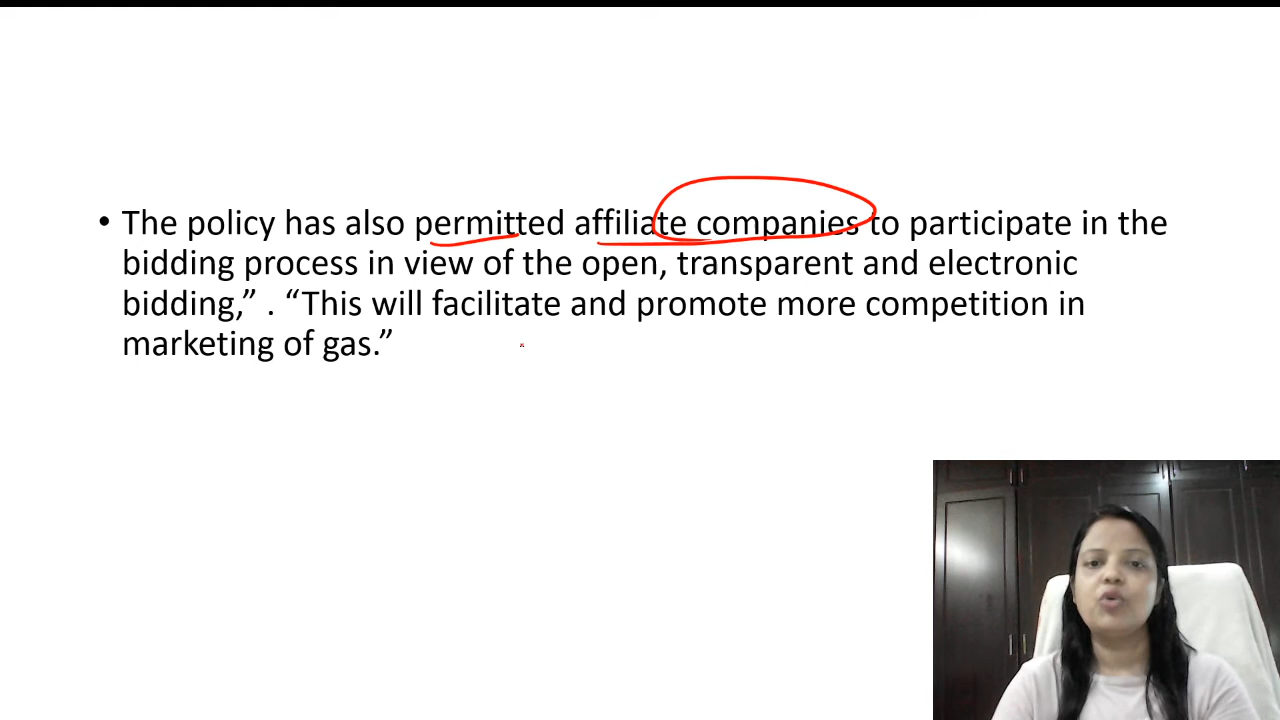 • The policy has also permitted affiliate companies to participate in the
bidding process in view of the open, transparent and electronic
bidding,” . “This will facilitate and promote more competition in
marketing of gas.”